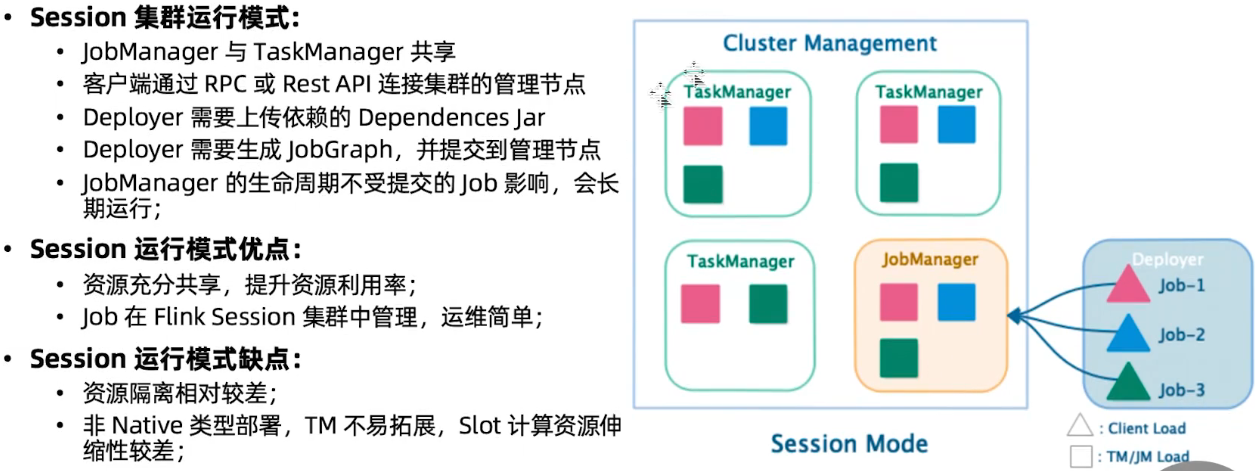 • Session 集群运行模式：
• JobManager 与 TaskManager 共享
• 客户端通过 RPC 或 Rest API 连接集群的管理节点
• Deployer 需要上传依赖的 Dependences Jar
• Deployer 需要生成 JobGraph，并提交到管理节点
• JobManager 的生命周期不受提交的 Job 影响，会长
期运行；
• Session 运行模式优点：
• 资源充分共享，提升资源利用率；
• Job 在 Flink Session 集群中管理，运维简单；
• Session 运行模式缺点：
• 资源隔离相对较差；
• 非 Native 类型部署，TM 不易拓展，Slot 计算资源伸
缩性较差；
Cluster Management
TaskManager
TaskManager
TaskManager
JobManager
Deployer
Job-1
Job-2
Job-3
Session Mode
: Client Load
: TM/JM Load